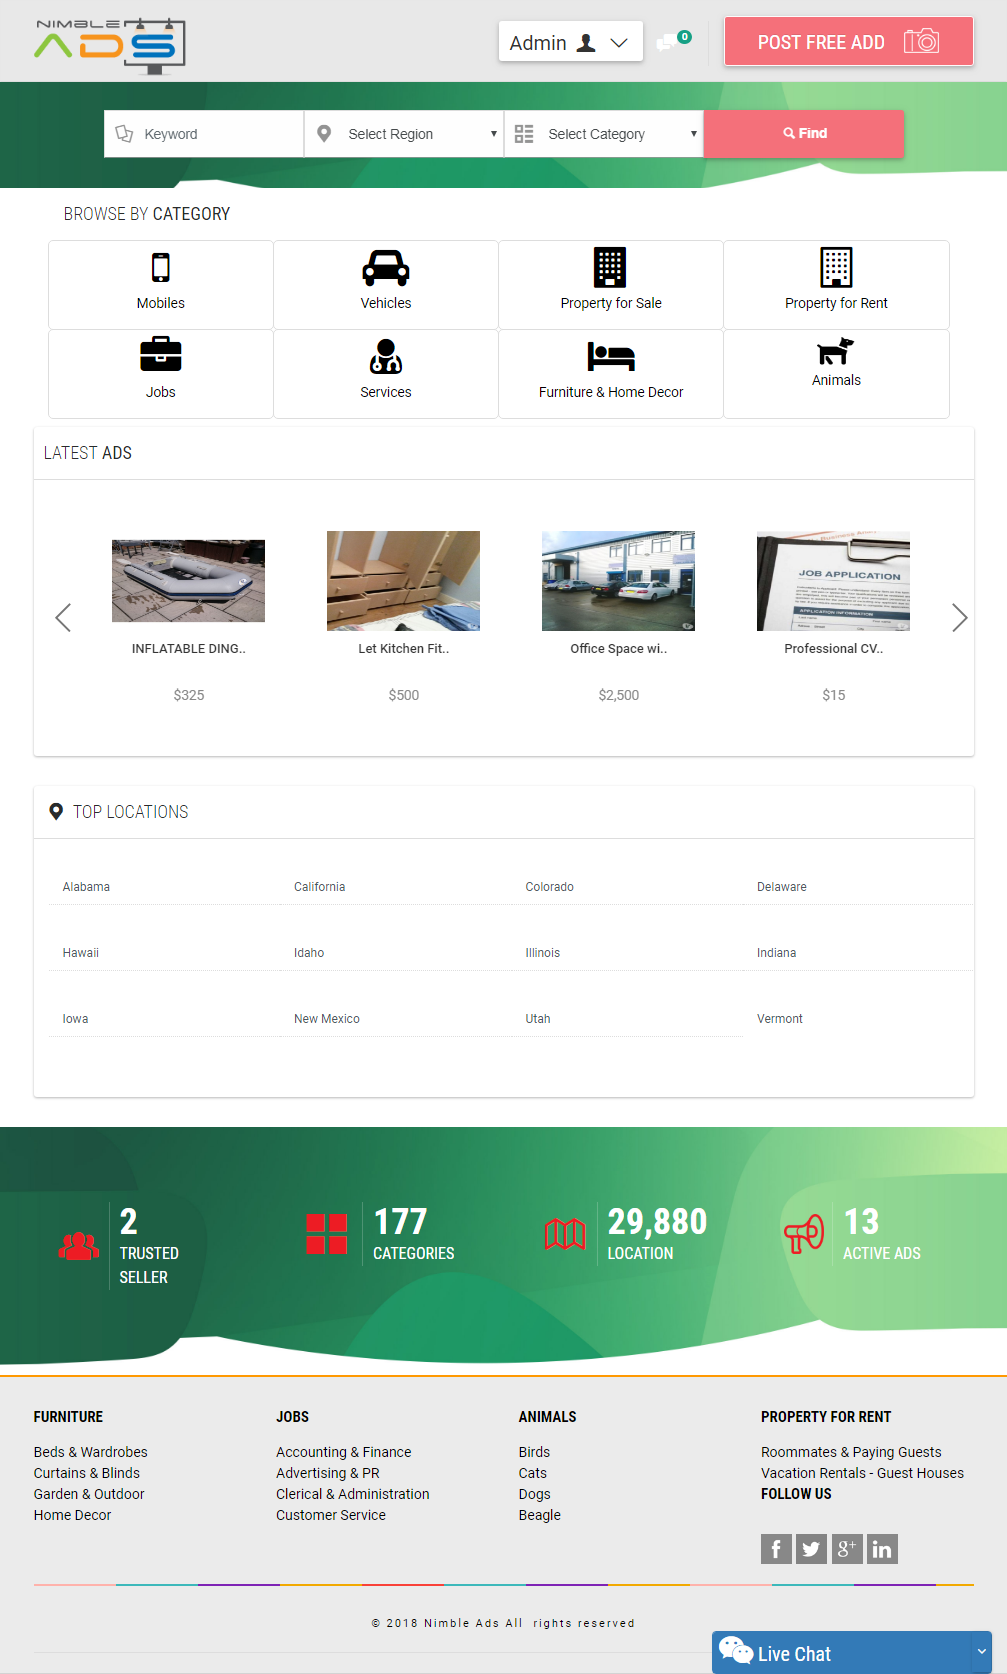 NIMBLE
ADS
Admin
0
POST FREE ADD
Keyword
Select Region
Select Category
Find
BROWSE BY CATEGORY
Mobiles
Vehicles
Property for Sale
Property for Rent
Jobs
Services
Furniture & Home Decor
Animals
LATEST ADS
JOB APPLICATION
INFLATABLE DING..
Let Kitchen Fit..
Office Space wi..
Professional CV..
$325
$500
$2,500
$15
TOP LOCATIONS
Alabama
California
Colorado
Delaware
Hawaii
Idaho
Illinois
Indiana
Iowa
New Mexico
Utah
Vermont
2
TRUSTED
SELLER
177
CATEGORIES
29,880
LOCATION
13
ACTIVE ADS
FURNITURE
Beds & Wardrobes
Curtains & Blinds
Garden & Outdoor
Home Decor
JOBS
Accounting & Finance
Advertising & PR
Clerical & Administration
Customer Service
ANIMALS
Birds
Cats
Dogs
Beagle
PROPERTY FOR RENT
Roommates & Paying Guests
Vacation Rentals - Guest Houses
FOLLOW US
© 2018 Nimble Ads All rights reserved
Live Chat